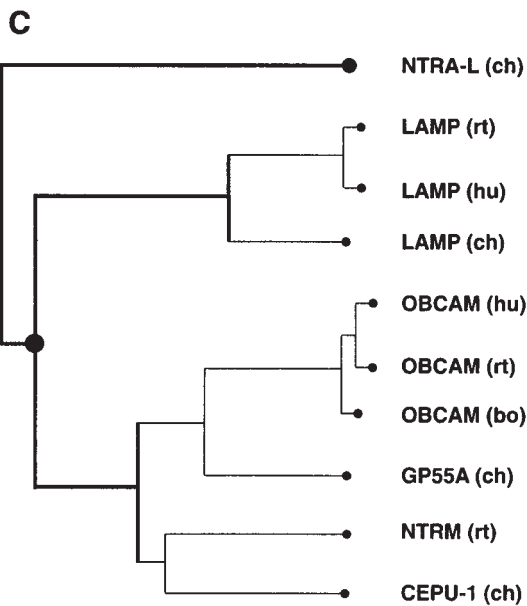 C
NTRA-L (ch)
LAMP (rt)
LAMP (hu)
LAMP (ch)
OBCAM (hu)
OBCAM (rt)
OBCAM (bo)
GP55A (ch)
NTRM (rt)
CEPU-1 (ch)